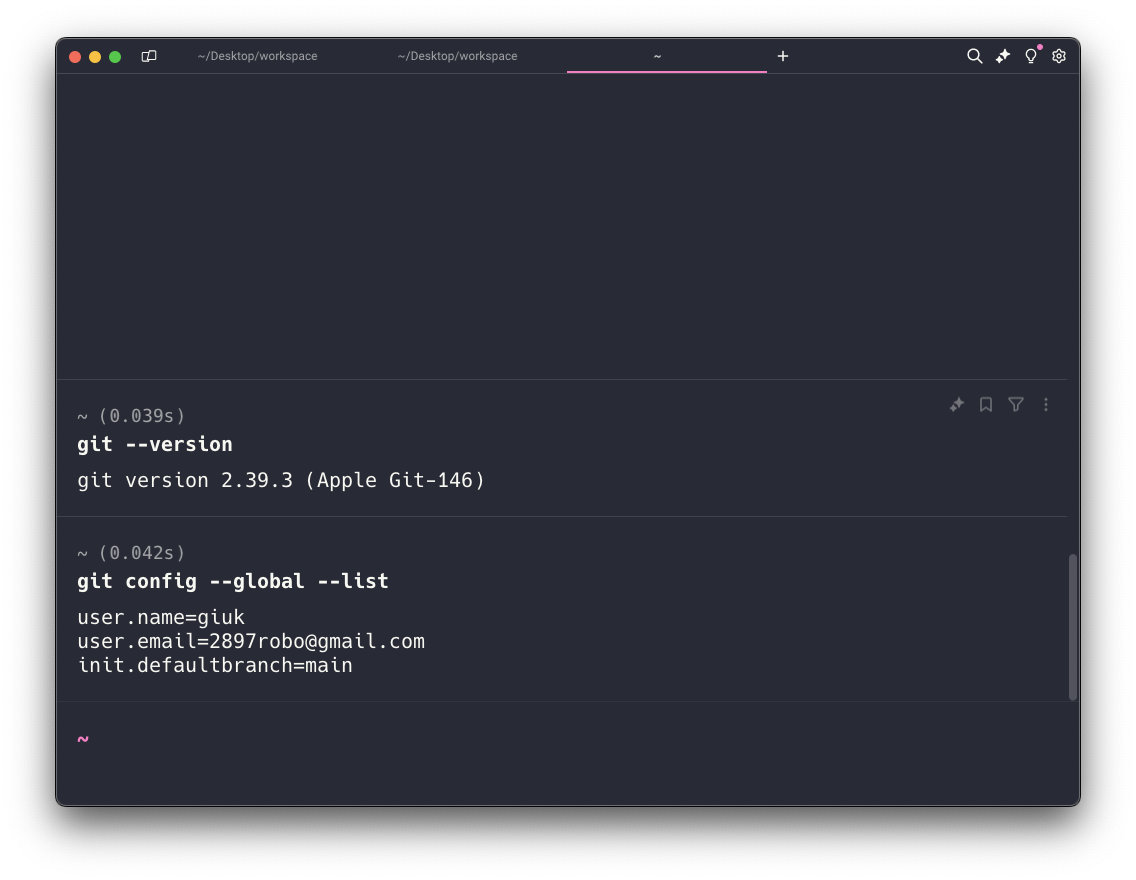 ~/Desktop/workspace
~/Desktop/workspace
~
~ (0.039s)
git --version
git version 2.39.3 (Apple Git-146)
~ (0.042s)
git config --global --list
user.name=giuk
user.email=2897robo@gmail.com
init.defaultbranch=main
~